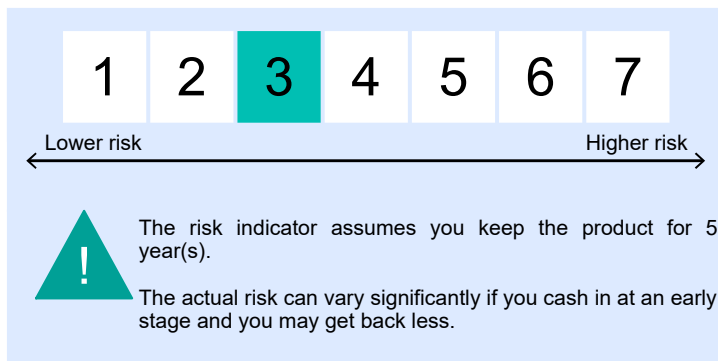 1 2 3 4 5 6 7
Lower risk Higher risk
The risk indicator assumes you keep the product for 5
year(s).
!
The actual risk can vary significantly if you cash in at an early
stage and you may get back less.